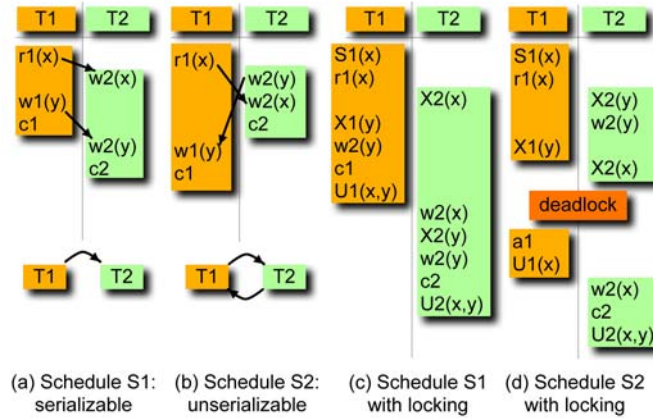 T1 T2
r1(x)
w2(x)
w1(y)
c1
w2(y)
c2
T1 T2
(a) Schedule S1:
serializable
T1 T2
r1(x)
w2(y)
w2(x)
c2
w1(y)
c1
T1 T2
(b) Schedule S2:
unserializable
T1 T2
S1(x)
r1(x)
X2(x)
X1(y)
w2(y)
c1
U1(x,y)
w2(x)
X2(y)
w2(y)
c2
U2(x,y)
(c) Schedule S1
with locking
T1 T2
S1(x)
r1(x)
X2(y)
w2(y)
X1(y)
X2(x)
deadlock
a1
U1(x)
w2(x)
c2
U2(x,y)
(d) Schedule S2
with locking